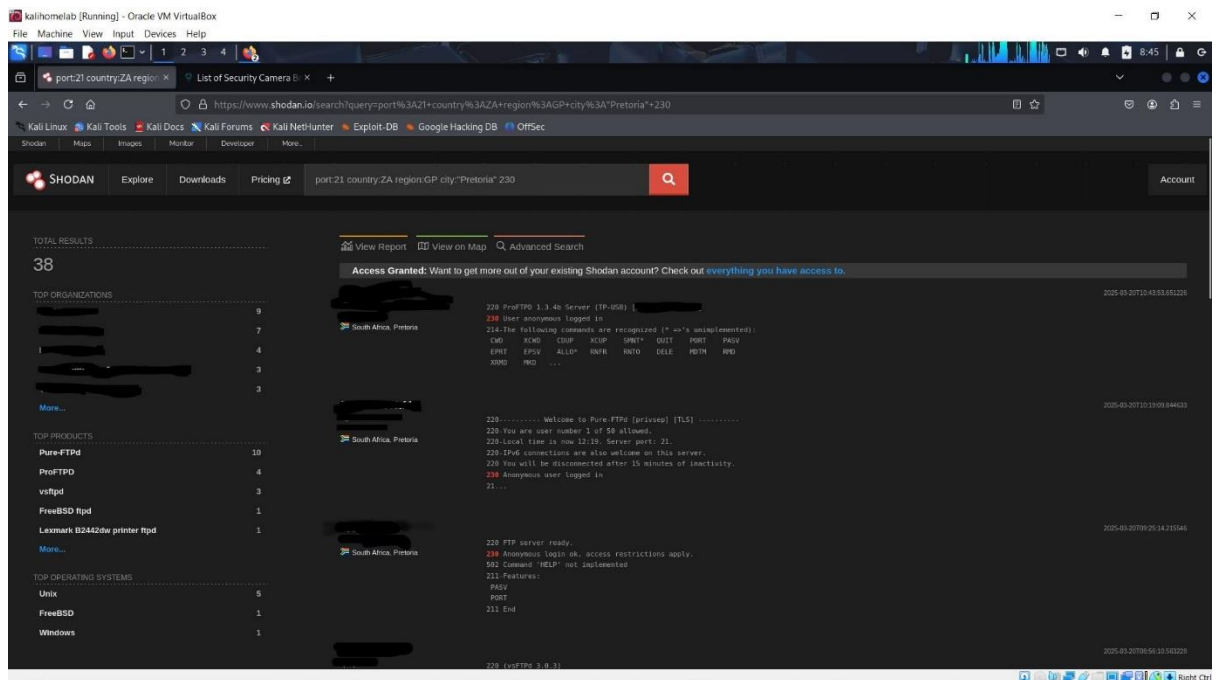 kalihomelab [Running] - Oracle VM VirtualBox
File Machine View Input Devices Help
1 2 3 4
8:45
port:21 country:ZA region
List of Security Camera
https://www.shodan.io/search?query=port%3A21+country%3AZA+region%3AGP+city%3A"Pretoria"+230
Kali Linux Kali Tools Kali Docs Kali Forums Kali NetHunter Exploit-DB Google Hacking DB OffSec
Shodan Maps Images Monitor Developer More...
SHODAN Explore Downloads Pricing port:21 country:ZA region:GP city:"Pretoria" 230 Account
TOTAL RESULTS
38
TOP ORGANIZATIONS
9
7
4
3
3
More...
TOP PRODUCTS
Pure-FTPd 10
ProFTPD 4
vsftpd 3
FreeBSD ftpd 1
Lexmark B2442dw printer ftpd 1
More...
TOP OPERATING SYSTEMS
Unix 5
FreeBSD 1
Windows 1
View Report View on Map Advanced Search
Access Granted: Want to get more out of your existing Shodan account? Check out everything you have access to.
2025-03-20T10:43:53.651226
South Africa, Pretoria
220 ProFTPD 1.3.4b Server (TP-USB) [
230 User anonymous logged in
214-The following commands are recognized (* =>'s unimplemented):
CWD XCWD CDUP XCUP SMNT* QUIT PORT PASV
EPRT EPSV ALLO* RNFR RNTO DELE MDTM RMD
XRMD MKD ...
2025-03-20T10:19:09.844633
South Africa, Pretoria
220---------- Welcome to Pure-FTPd [privsep] [TLS] ----------
220-You are user number 1 of 50 allowed.
220-Local time is now 12:19. Server port: 21.
220-IPv6 connections are also welcome on this server.
220 You will be disconnected after 15 minutes of inactivity.
230 Anonymous user logged in
21...
2025-03-20T09:25:14.215546
South Africa, Pretoria
220 FTP server ready.
230 Anonymous login ok, access restrictions apply.
502 Command 'HELP' not implemented
211-Features:
PASV
PORT
211 End
2025-03-20T08:56:10.563228
220 (vsFTPd 3.0.3)
Right Ctrl